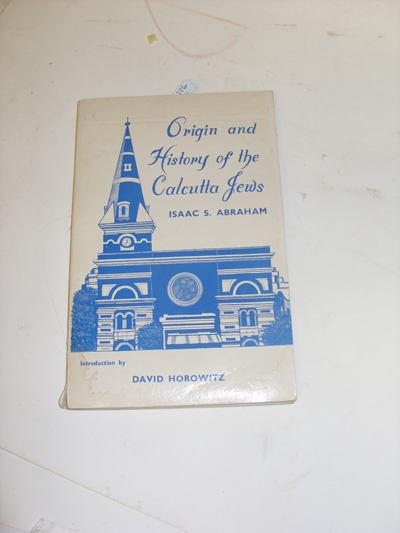 Origin and
History of the
Calcutta Jews
ISAAC S. ABRAHAM
Introduction by
DAVID HOROWITZ